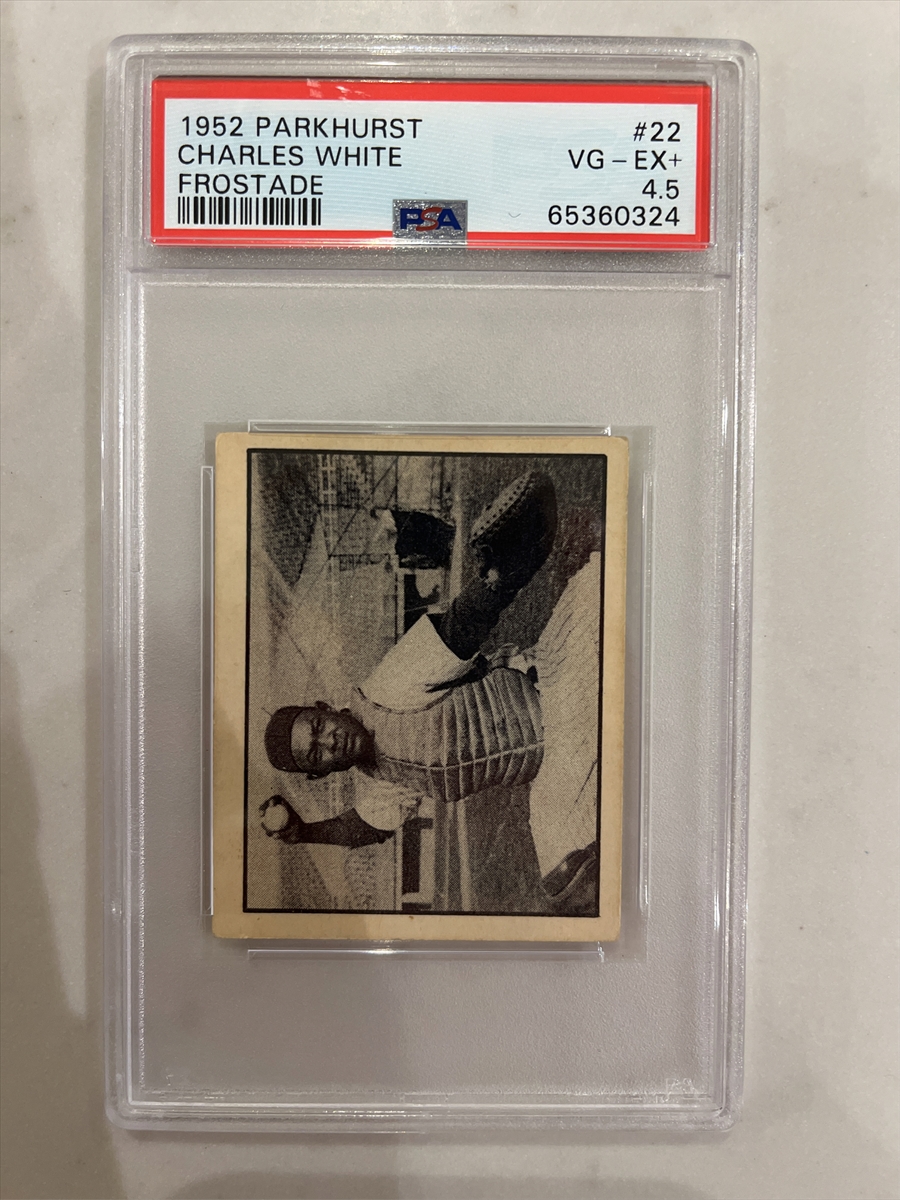 1952 PARKHURST #22
CHARLES WHITE VG – EX+
FROSTADE 4.5
PSA 65360324